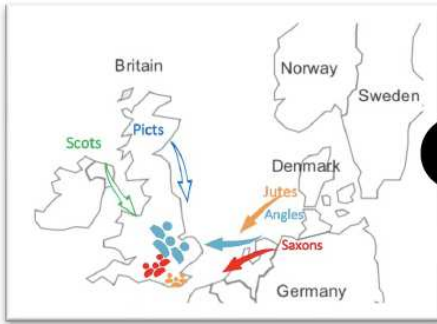 Britain
Norway
Sweden
Scots
Picts
Denmark
Jutes
Angles
Saxons
Germany